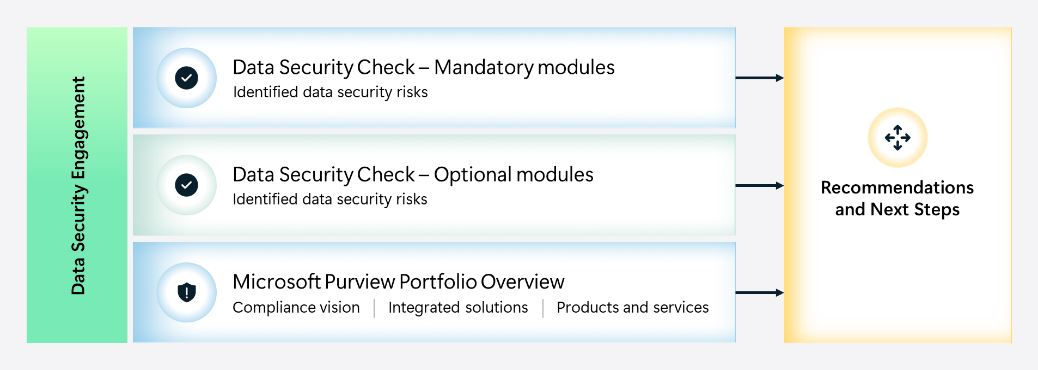 Data Security Engagement
Data Security Check – Mandatory modules
Identified data security risks
Data Security Check – Optional modules
Identified data security risks
Microsoft Purview Portfolio Overview
Compliance vision | Integrated solutions | Products and services
Recommendations
and Next Steps